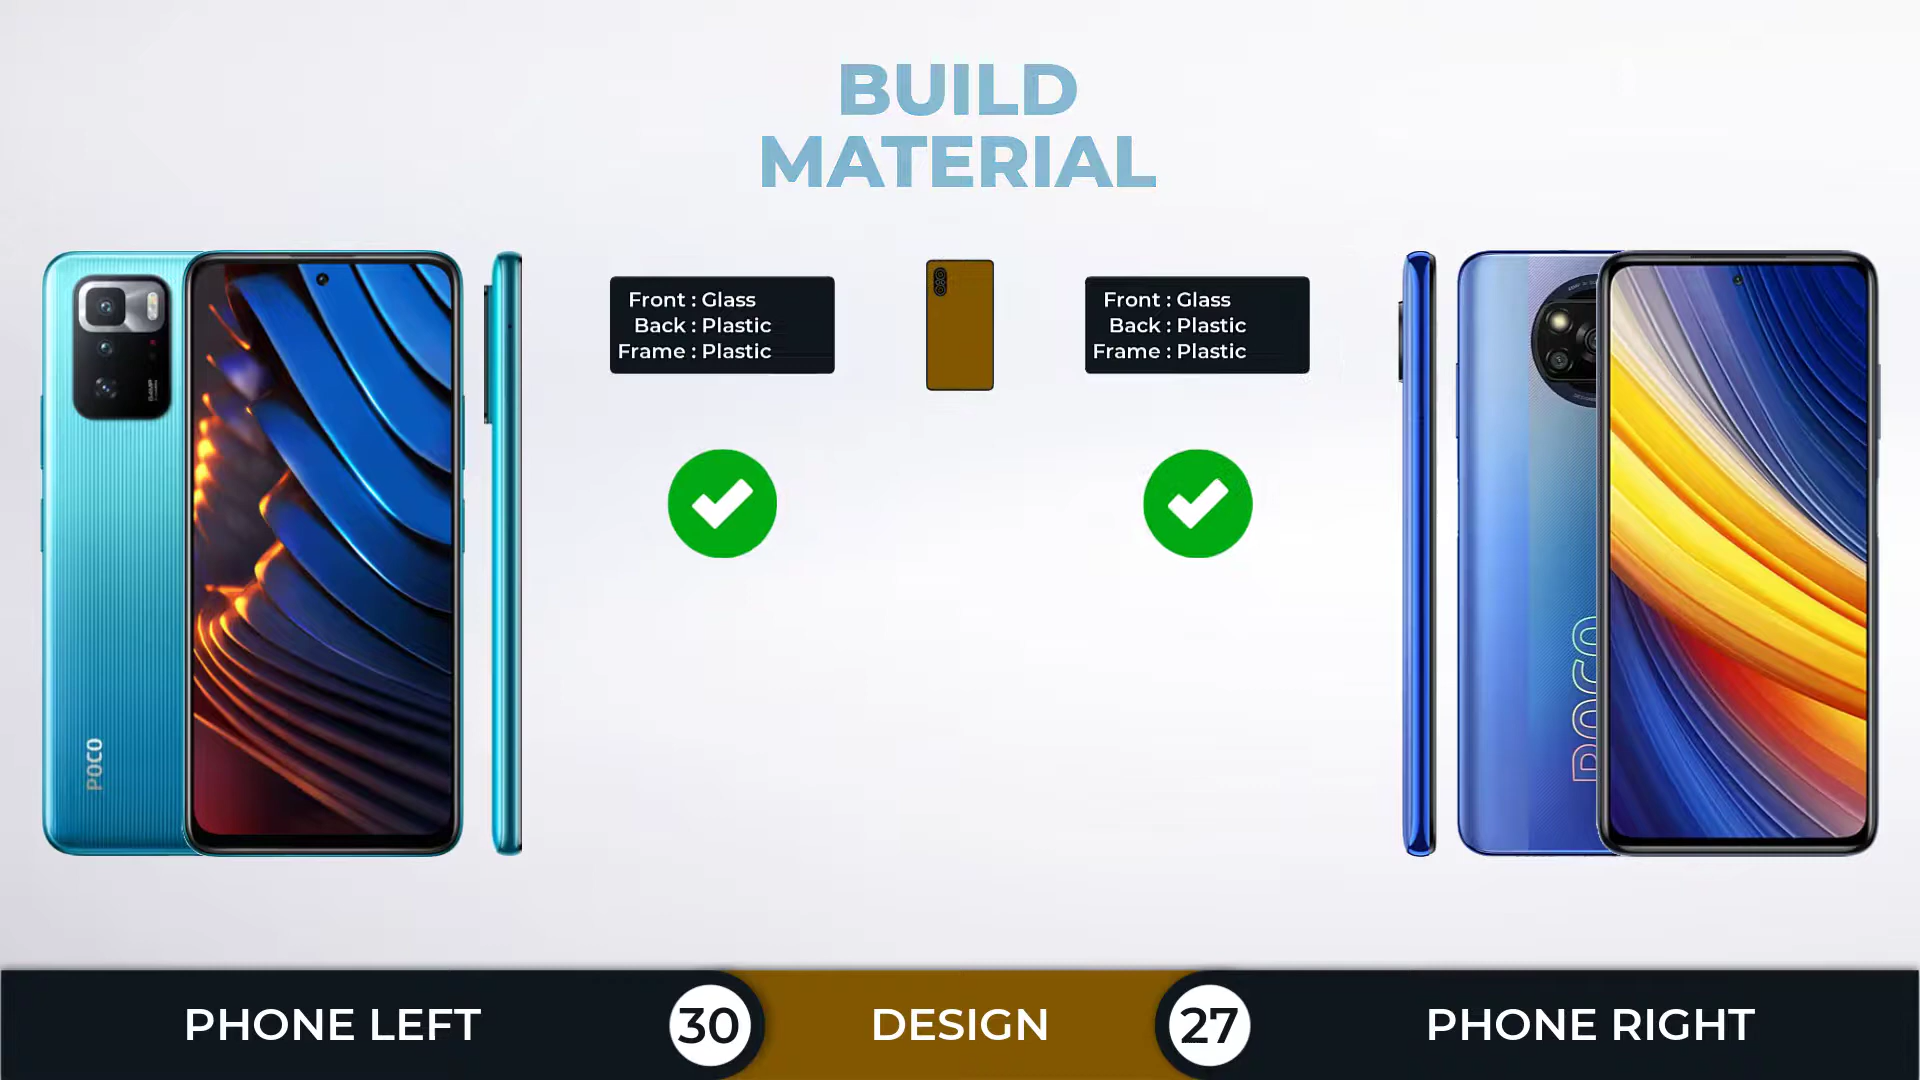 BUILD
MATERIAL
Front : Glass
Back : Plastic
Frame : Plastic
Front : Glass
Back : Plastic
Frame : Plastic
POCO
POCO
PHONE LEFT
30
DESIGN
27
PHONE RIGHT